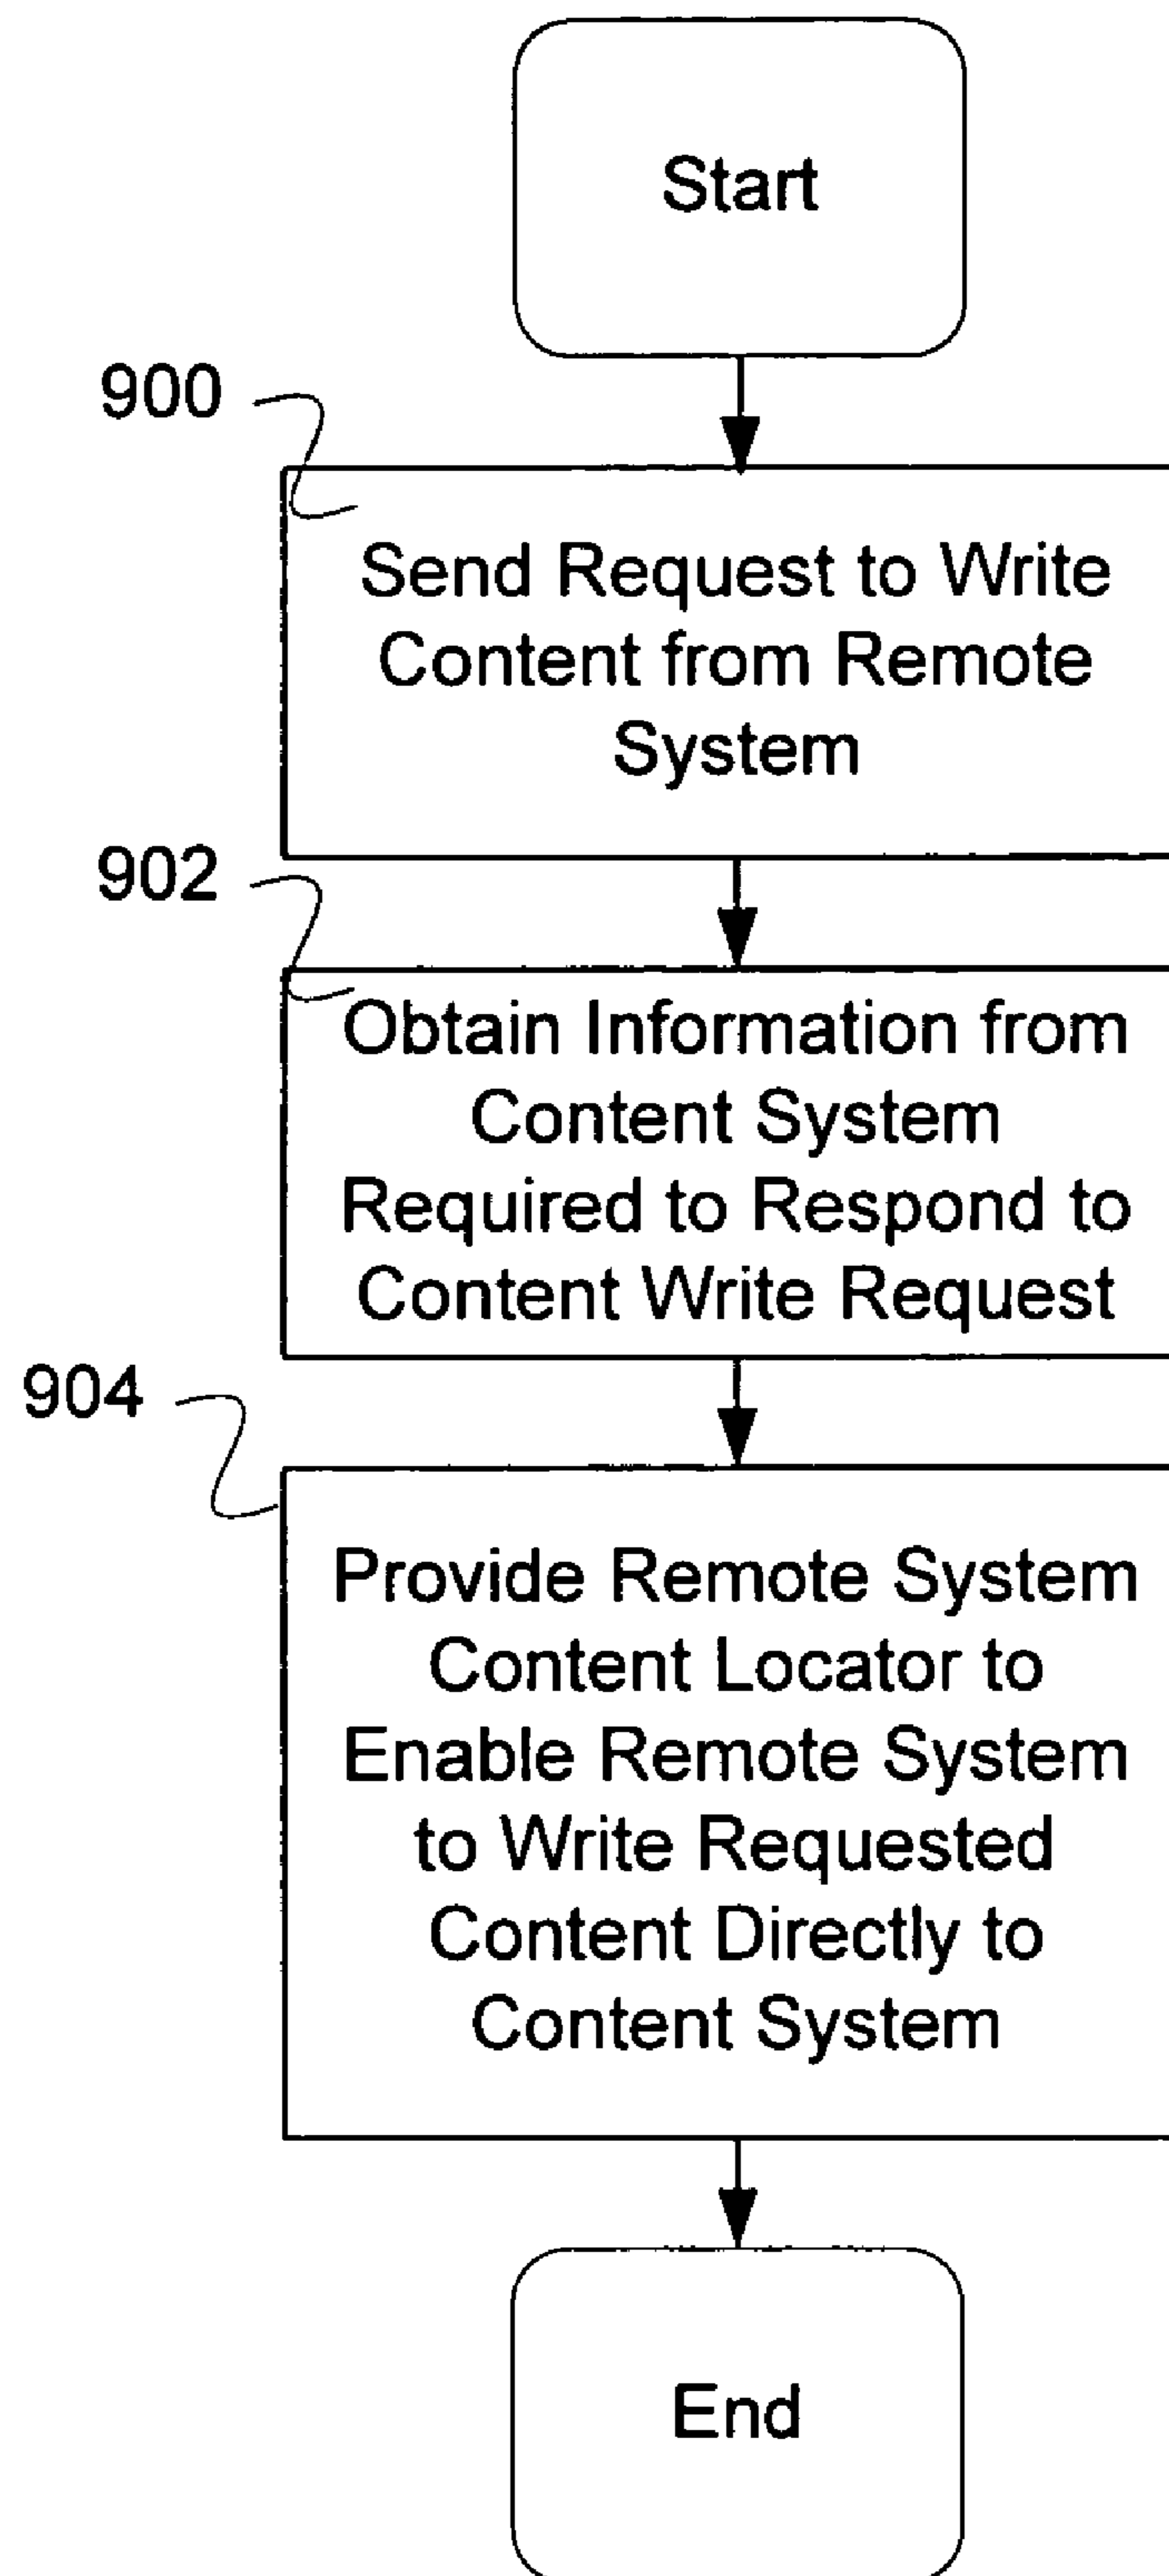 Start
900
Send Request to Write
Content from Remote
System
902
Obtain Information from
Content System
Required to Respond to
Content Write Request
904
Provide Remote System
Content Locator to
Enable Remote System
to Write Requested
Content Directly to
Content System
End